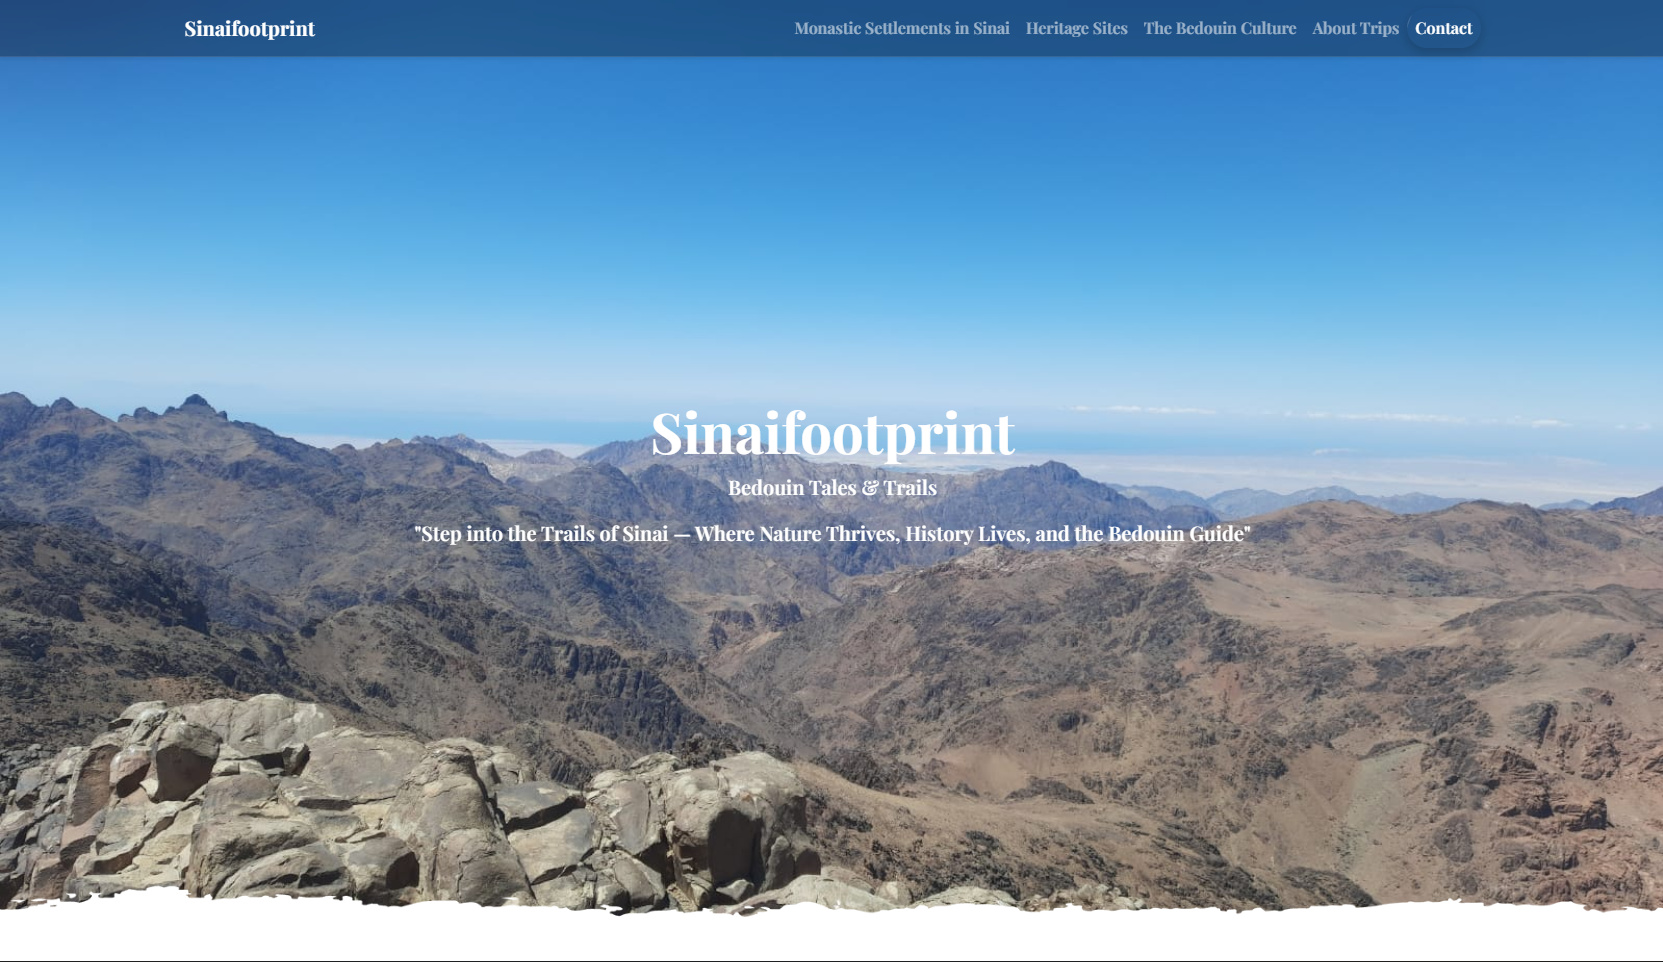 Sinaifootprint
Monastic Settlements in Sinai Heritage Sites The Bedouin Culture About Trips Contact
Sinaifootprint
Bedouin Tales & Trails
"Step into the Trails of Sinai — Where Nature Thrives, History Lives, and the Bedouin Guide"